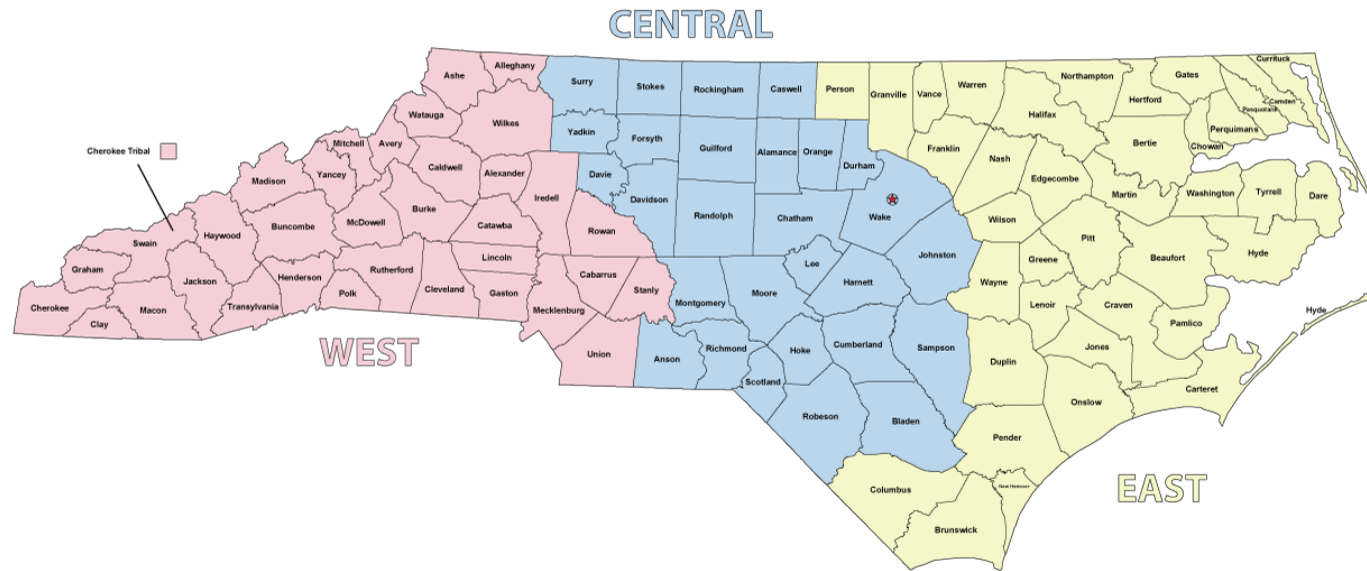 CENTRAL
Cherokee Tribal
WEST
EAST
Ashe
Alleghany
Watauga
Wilkes
Mitchell
Avery
Yancey
Caldwell
Alexander
Madison
Iredell
Burke
McDowell
Buncombe
Catawba
Rowan
Haywood
Swain
Lincoln
Graham
Jackson
Henderson
Rutherford
Cabarrus
Cherokee
Macon
Transylvania
Polk
Cleveland
Gaston
Stanly
Clay
Mecklenburg
Union
Surry
Stokes
Rockingham
Caswell
Yadkin
Forsyth
Guilford
Alamance
Orange
Durham
Davie
Davidson
Randolph
Chatham
Wake
Johnston
Lee
Harnett
Montgomery
Moore
Anson
Richmond
Hoke
Cumberland
Sampson
Scotland
Robeson
Bladen
Person
Granville
Vance
Warren
Northampton
Gates
Currituck
Camden
Pasquotank
Hertford
Halifax
Perquimans
Franklin
Nash
Bertie
Chowan
Edgecombe
Martin
Washington
Tyrrell
Dare
Wilson
Pitt
Greene
Beaufort
Hyde
Wayne
Lenoir
Craven
Pamlico
Hyde
Jones
Duplin
Carteret
Onslow
Pender
New Hanover
Columbus
Brunswick